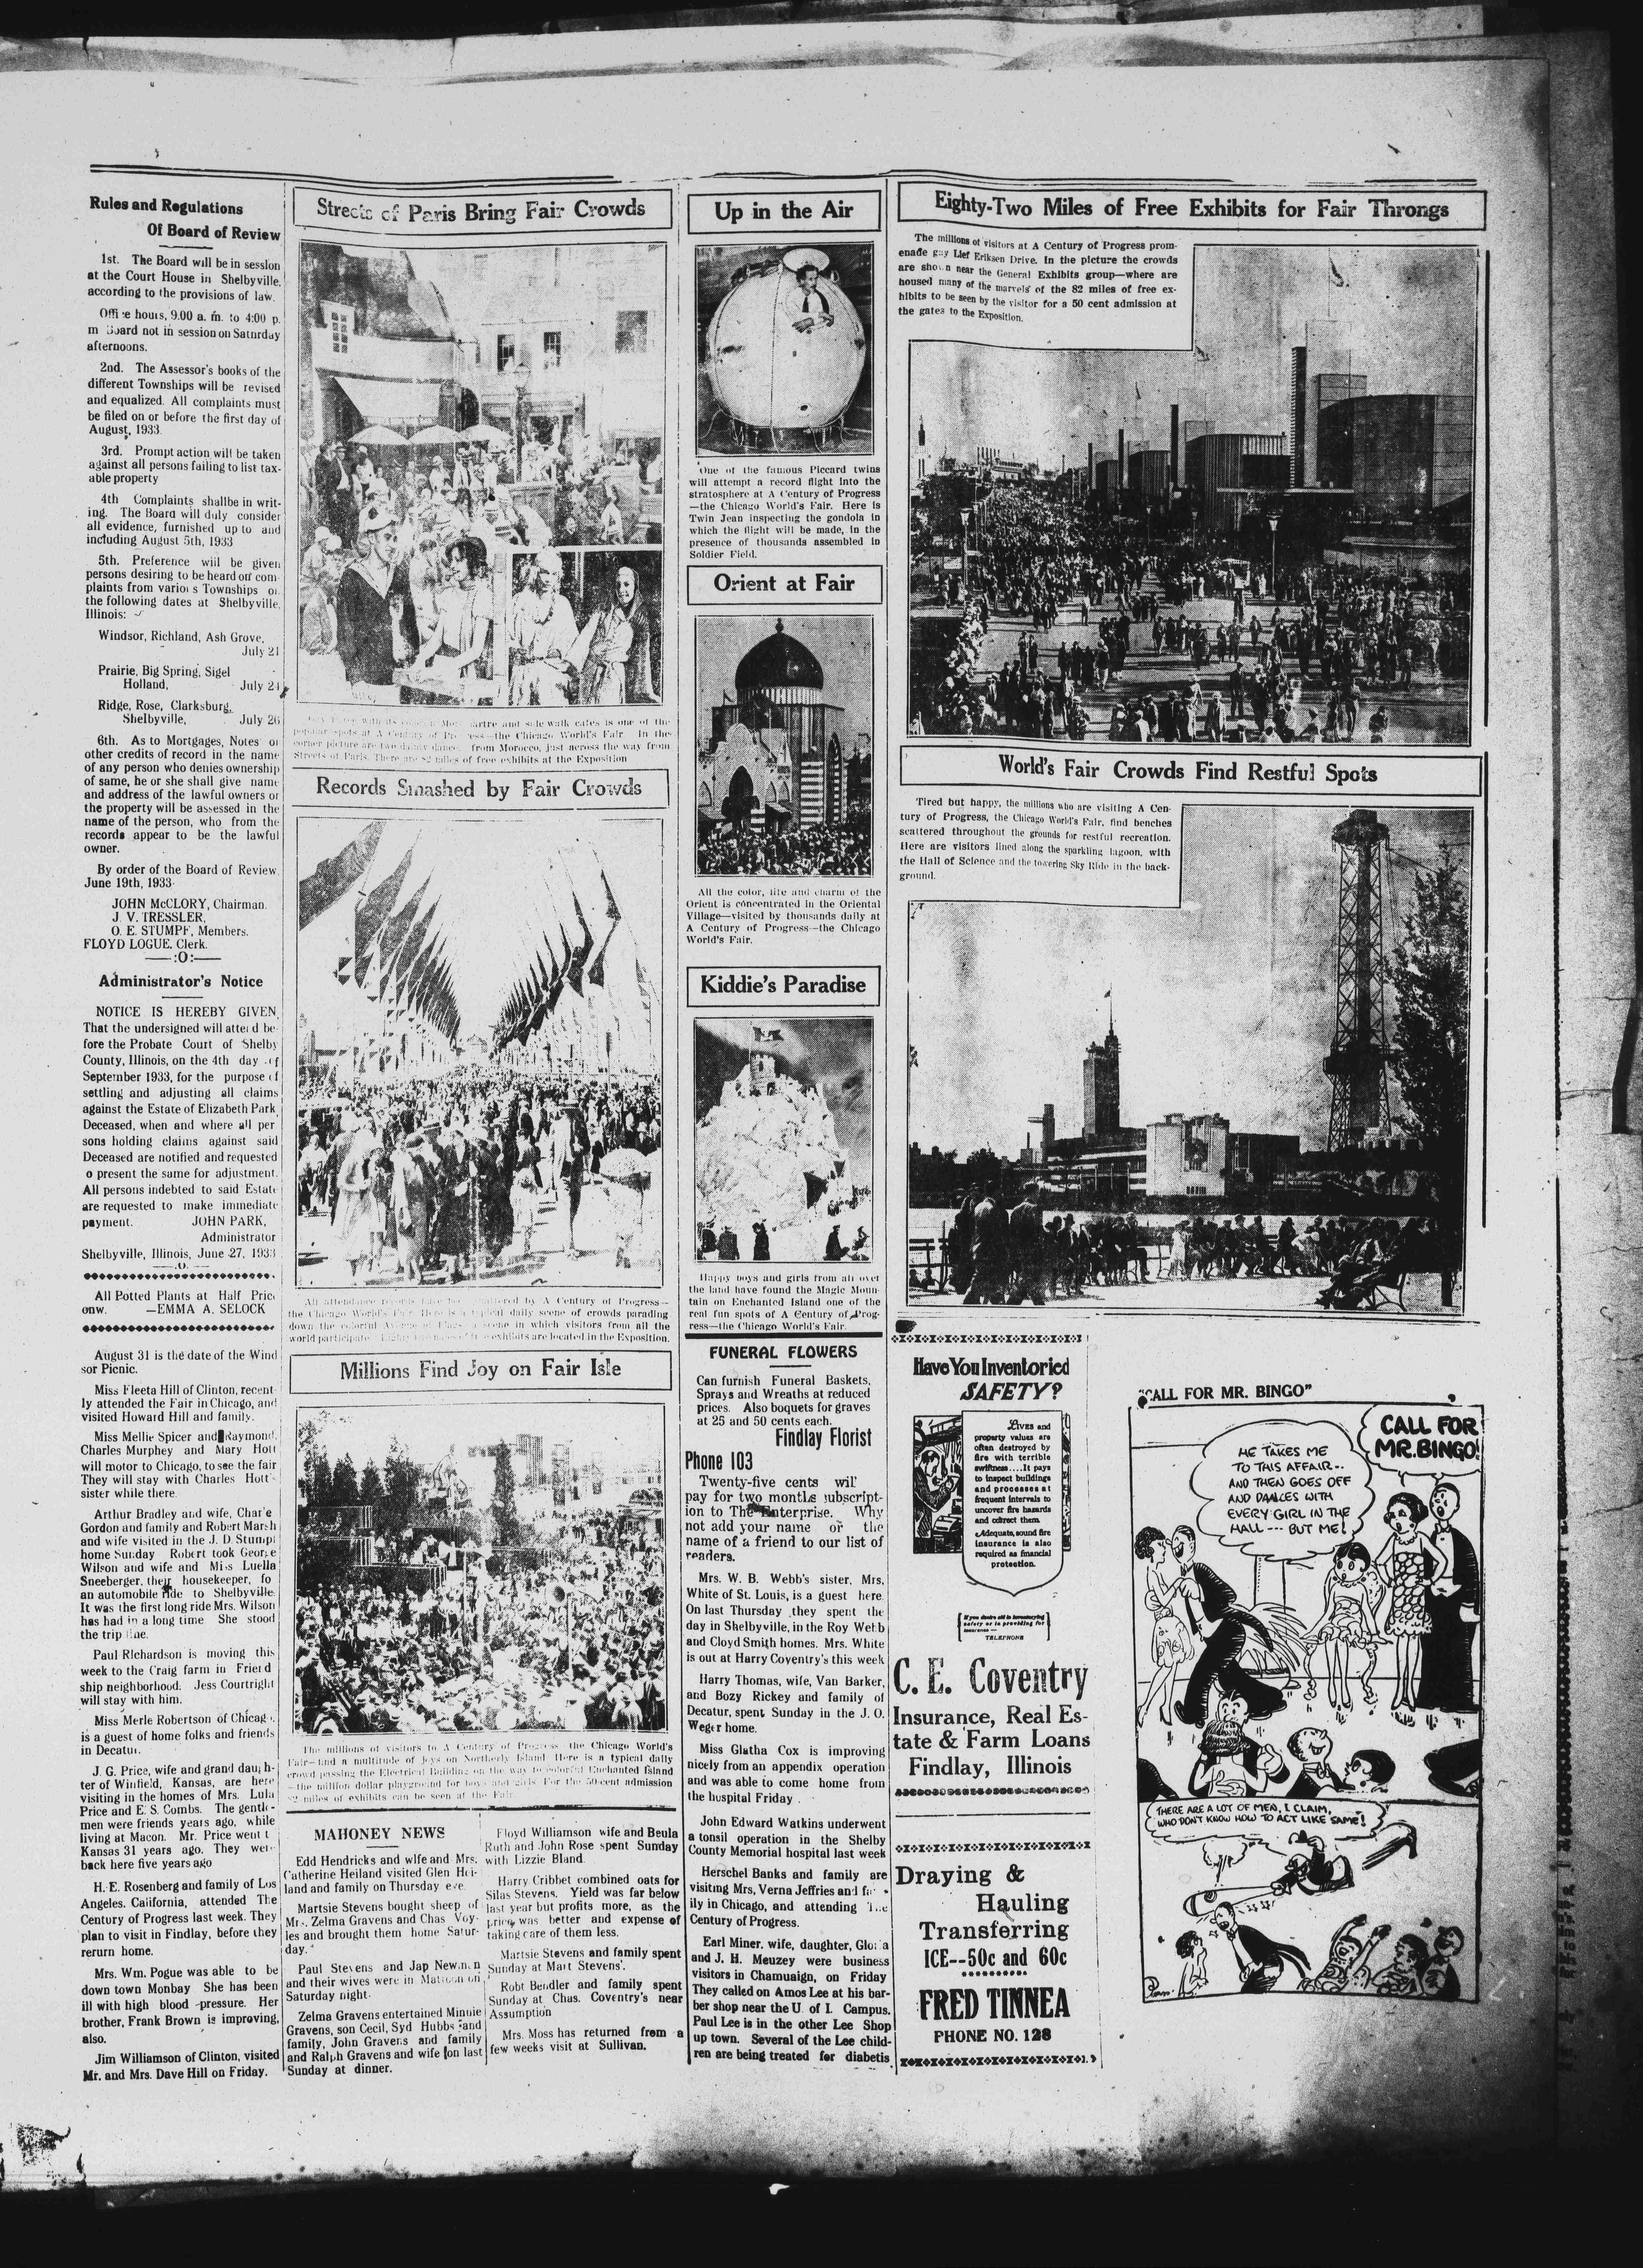 Rules and Regulations
Of Board of Review
1st. The Board will be in session
at the Court House in Shelbyville,
according to the provisions of law.
hours, 9.00 a. m. to 4:00 p.
m Board not in session on Saturday
afternoons.
2nd. The Assessor's books of the
different Townships will be revised
and equalized. All complaints must
be filed on or before the first day of
August, 1933.
3rd. Prompt action will be taken
against all persons failing to list tax-
able property
4th Complaints shallbe in writ-
ing. The Board will duly consider
all evidence, furnished up to and
including August 5th, 1933
5th. Preference will be given
persons desiring to be heard on com
plaints from various Townships on
the following dates at Shelbyville,
Illinois:
Windsor, Richland, Ash Grove,
July 21
Prairie, Big Spring, Sigel
Holland, July 24
Ridge, Rose, Clarksburg,
Shelbyville, July 26
6th. As to Mortgages, Notes or
other credits of record in the name
of any person who denies ownership
of same, he or she shall give name
and address of the lawful owners or
the property will be assessed in the
name of the person, who from the
records appear to be the lawful
owner.
By order of the Board of Review,
June 19th, 1933.
JOHN McCLORY, Chairman.
J. V. TRESSLER,
O. E. STUMPF, Members.
FLOYD LOGUE. Clerk.
—:O:—
Administrator's Notice
NOTICE IS HEREBY GIVEN,
That the undersigned will attend be-
fore the Probate Court of Shelby
County, Illinois, on the 4th day of
September 1933, for the purpose of
settling and adjusting all claims
against the Estate of Elizabeth Park,
Deceased, when and where all per
sons holding claims against said
Deceased are notified and requested
o present the same for adjustment.
All persons indebted to said Estate
are requested to make immediate
payment. JOHN PARK,
Administrator
Shelbyville, Illinois, June 27, 1933
All Potted Plants at Half Price
onw. —EMMA A. SELOCK
August 31 is the date of the Wind
sor Picnic.
Miss Fleeta Hill of Clinton, recent-
ly attended the Fair in Chicago, and
visited Howard Hill and family.
Miss Mellie Spicer and Raymond,
Charles Murphey and Mary Hott
will motor to Chicago, to see the fair
They will stay with Charles Hott
sister while there.
Arthur Bradley and wife, Charle
Gordon and family and Robert Marsh
and wife visited in the J. D. Stumpf
home Sunday Robert took George
Wilson and wife and Miss Luella
Sneeberger, their housekeeper, fo
an automobile ride to Shelbyville.
It was the first long ride Mrs. Wilson
has had in a long time She stood
the trip fine.
Paul Richardson is moving this
week to the Craig farm in Friend
ship neighborhood. Jess Courtright
will stay with him.
Miss Merle Robertson of Chicago,
is a guest of home folks and friends
in Decatur.
J. G. Price, wife and grand daugh-
ter of Winfield, Kansas, are here
visiting in the homes of Mrs. Lula
Price and E. S. Combs. The gentle-
men were friends years ago, while
living at Macon. Mr. Price went t
Kansas 31 years ago. They were
back here five years ago
H. E. Rosenberg and family of Los
Angeles. California, attended The
Century of Progress last week. They
plan to visit in Findlay, before they
rerurn home.
Mrs. Wm. Pogue was able to be
down town Monbay She has been
ill with high blood pressure. Her
brother, Frank Brown is improving,
also.
Jim Williamson of Clinton, visited
Mr. and Mrs. Dave Hill on Friday.
Streets of Paris Bring Fair Crowds
and side walk cafes is one of the
popular spots at A Century of the Chicago World's Fair In the
corner picture are two from Morocco, just across the way from
Streets of Paris. There are 82 miles of free exhibits at the Exposition
Records Smashed by Fair Crowds
All attendance records by A Century of Progress—
the Chicago World's Fair. Here is a typical daily scene of crowds parading
down the colorful Avenue of Flags a scene in which visitors from all the
world participate exhibits are located in the Exposition.
Millions Find Joy on Fair Isle
The millions of visitors to A Century of Progress the Chicago World's
Fair—find a multitude of joys on Northerly Island Here is a typical daily
crowd passing the Electrical Building on the way to colorful Enchanted Island
—the million dollar playground for boys and girls For the 50 cent admission
82 miles of exhibits can be seen at the Fair.
MAHONEY NEWS
Edd Hendricks and wife and Mrs.
Catherine Heiland visited Glen Hei-
land and family on Thursday eve.
Martsie Stevens bought sheep of
Mrs. Zelma Gravens and Chas Voy-
les and brought them home Satur-
day.
Paul Stevens and Jap Newman
and their wives were in Mattoon on
Saturday night.
Zelma Gravens entertained Minnie
Gravens, son Cecil, Syd Hubbs and
family, John Gravens and family
and Ralph Gravens and wife on last
Sunday at dinner.
Floyd Williamson wife and Beula
Ruth and John Rose spent Sunday
with Lizzie Bland.
Harry Cribbet combined oats for
Silas Stevens. Yield was far below
last year but profits more, as the
price was better and expense of
taking care of them less.
Martsie Stevens and family spent
Sunday at Mart Stevens'.
Robt Bendler and family spent
Sunday at Chas. Coventry's near
Assumption
Mrs. Moss has returned from a
few weeks visit at Sullivan.
Up in the Air
One of the famous Piccard twins
will attempt a record flight into the
stratosphere at A Century of Progress
—the Chicago World's Fair. Here is
Twin Jean inspecting the gondola in
which the flight will be made, in the
presence of thousands assembled in
Soldier Field.
Orient at Fair
All the color, life and charm of the
Orient is concentrated in the Oriental
Village—visited by thousands daily at
A Century of Progress—the Chicago
World's Fair.
Kiddie's Paradise
Happy boys and girls from all over
the land have found the Magic Moun-
tain on Enchanted Island one of the
real fun spots of A Century of Prog-
ress—the Chicago World's Fair.
FUNERAL FLOWERS
Can furnish Funeral Baskets,
Sprays and Wreaths at reduced
prices. Also boquets for graves
at 25 and 50 cents each.
Findlay Florist
Phone 103
Twenty-five cents will
pay for two months subscript-
ion to The Enterprise. Why
not add your name or the
name of a friend to our list of
readers.
Mrs. W. B. Webb's sister, Mrs.
White of St. Louis, is a guest here.
On last Thursday they spent the
day in Shelbyville, in the Roy Webb
and Cloyd Smith homes. Mrs. White
is out at Harry Coventry's this week
Harry Thomas, wife, Van Barker,
and Bozy Rickey and family of
Decatur, spent Sunday in the J. O.
Weger home.
Miss Glatha Cox is improving
nicely from an appendix operation
and was able to come home from
the huspital Friday .
John Edward Watkins underwent
a tonsil operation in the Shelby
County Memorial hospital last week
Herschel Banks and family are
visiting Mrs, Verna Jeffries and
ily in Chicago, and attending The
Century of Progress.
Earl Miner, wife, daughter, Gloria
and J. H. Meuzey were business
visitors in Chamuaign, on Friday
They called on Amos Lee at his bar-
ber shop near the U. of I. Campus.
Paul Lee is in the other Lee Shop
up town. Several of the Lee child-
ren are being treated for diabetis
Eighty-Two Miles of Free Exhibits for Fair Throngs
The millions of visitors at A Century of Progress prom-
enade gay Lief Eriksen Drive. In the picture the crowds
are shown near the General Exhibits group—where are
housed many of the marvels of the 82 miles of free ex-
hibits to be seen by the visitor for a 50 cent admission at
the gates to the Exposition.
Firestone
World's Fair Crowds Find Restful Spots
Tired but happy, the millions who are visiting A Cen-
tury of Progress, the Chicago World's Fair, find benches
scattered throughout the grounds for restful recreation.
Here are visitors lined along the sparkling lagoon, with
the Hall of Science and the towering Sky Ride in the back-
ground.
Have You Inventoried
SAFETY?
Lives and
property values are
often destroyed by
fire with terrible
swiftness....It pays
to inspect buildings
and processes at
frequent intervals to
uncover fire hazards
and correct them.
Adequate, sound fire
insurance is also
required as financial
protection.
If you desire aid in inventorying
safety or in providing for
insurance —
TELEPHONE
C. E. Coventry
Insurance, Real Es-
tate & Farm Loans
Findlay, Illinois
Draying &
Hauling
Transferring
ICE--50c and 60c
FRED TINNEA
PHONE NO. 128
"CALL FOR MR. BINGO"
CALL FOR
MR. BINGO!
HE TAKES ME
TO THIS AFFAIR..
AND THEN GOES OFF
AND DANCES WITH
EVERY GIRL IN THE
HALL --- BUT ME!
THERE ARE A LOT OF MEN, I CLAIM,
WHO DON'T KNOW HOW TO ACT LIKE SAME!